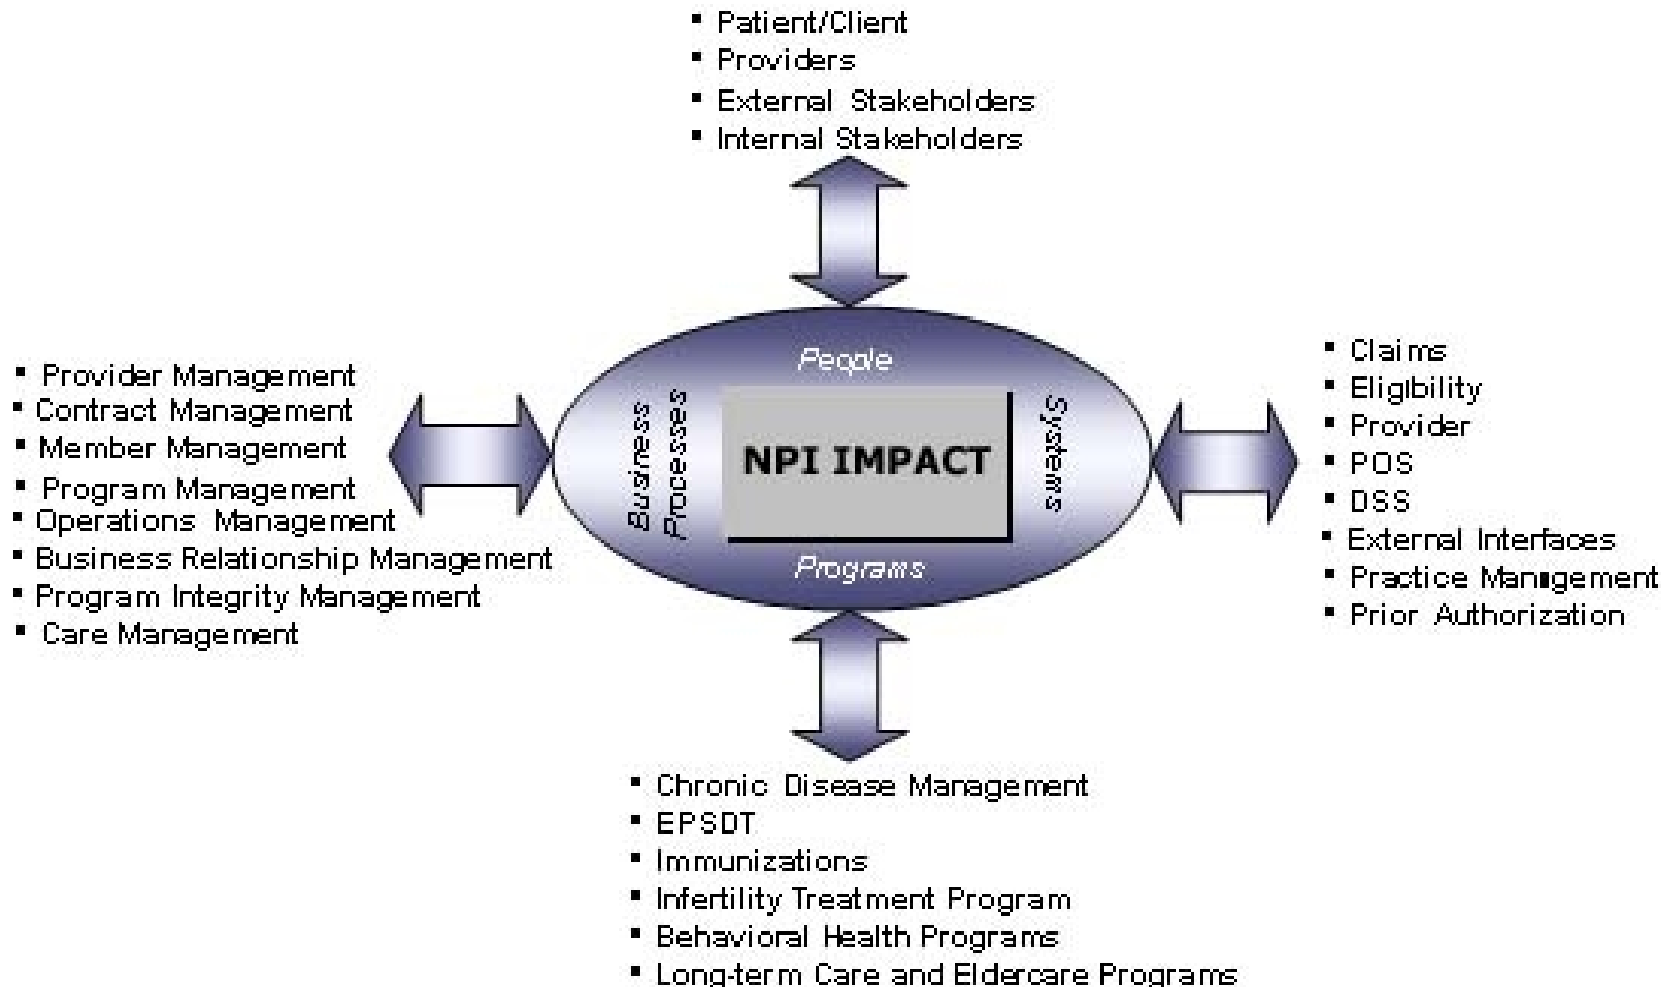 Patient/Client
Providers
External Stakeholders
Internal Stakeholders
Provider Management
Contract Management
Member Management
Program Management
Operations Management
Business Relationship Management
Program Integrity Management
Care Management
People
Business
Processes
NPI IMPACT
Systems
Programs
Claims
Eligibility
Provider
POS
DSS
External Interfaces
Practice Management
Prior Authorization
Chronic Disease Management
EPSDT
Immunizations
Infertility Treatment Program
Behavioral Health Programs
Long-term Care and Eldercare Programs